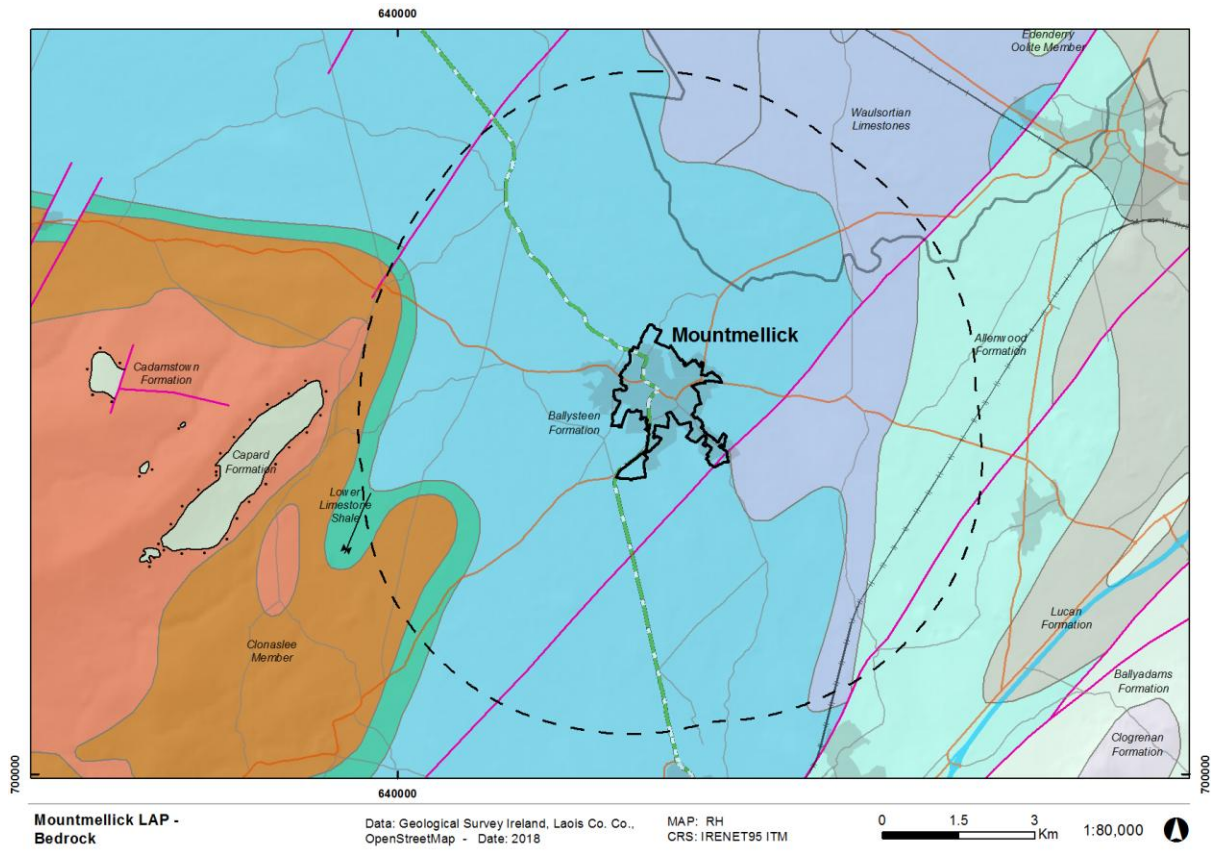 640000
Edenderry
Oolite Member
Waulsortian
Limestones
Mountmellick
Allenwood
Formation
Cadamstown
Formation
Ballysteen
Formation
Capard
Formation
Lower
Limestone
Shale
Lucan
Formation
Clonaslee
Member
Ballyadams
Formation
Clogrenan
Formation
700000
700000
640000
Mountmellick LAP -
Bedrock
Data: Geological Survey Ireland, Laois Co. Co.,
OpenStreetMap - Date: 2018
MAP: RH
CRS: IRENET95 ITM
0 1.5 3
Km
1:80,000